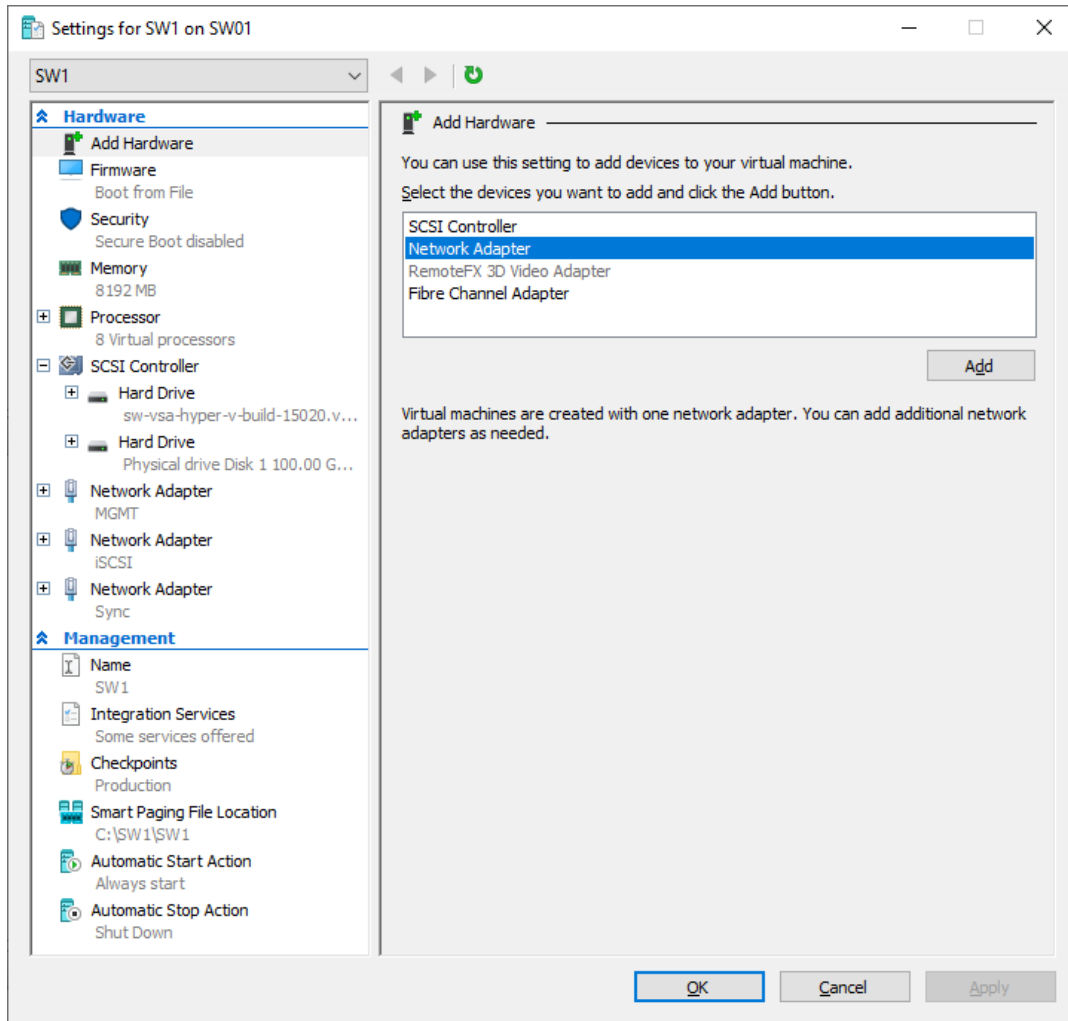 Settings for SW1 on SW01
SW1
Hardware
Add Hardware
Firmware
Boot from File
Security
Secure Boot disabled
Memory
8192 MB
Processor
8 Virtual processors
SCSI Controller
Hard Drive
sw-vsa-hyper-v-build-15020.v...
Hard Drive
Physical drive Disk 1 100.00 G...
Network Adapter
MGMT
Network Adapter
iSCSI
Network Adapter
Sync
Management
Name
SW1
Integration Services
Some services offered
Checkpoints
Production
Smart Paging File Location
C:\SW1\SW1
Automatic Start Action
Always start
Automatic Stop Action
Shut Down
Add Hardware
You can use this setting to add devices to your virtual machine.
Select the devices you want to add and click the Add button.
SCSI Controller
Network Adapter
RemoteFX 3D Video Adapter
Fibre Channel Adapter
Add
Virtual machines are created with one network adapter. You can add additional network
adapters as needed.
OK
Cancel
Apply